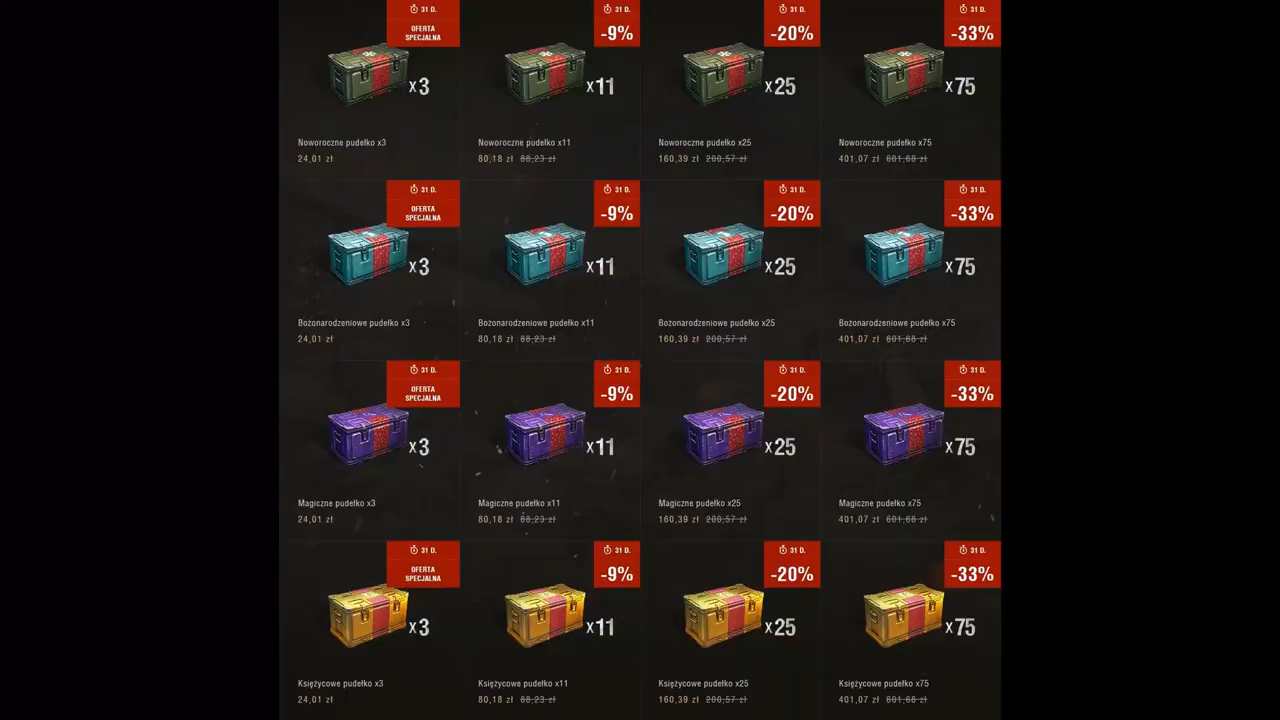 31 D.
OFERTA
SPECJALNA
x3
Noworoczne pudełko x3
24,01 zł
31 D.
-9%
x11
Noworoczne pudełko x11
80,18 zł 88,23 zł
31 D.
-20%
x25
Noworoczne pudełko x25
160,39 zł 200,57 zł
31 D.
-33%
x75
Noworoczne pudełko x75
401,07 zł 601,68 zł
31 D.
OFERTA
SPECJALNA
x3
Bożonarodzeniowe pudełko x3
24,01 zł
31 D.
-9%
x11
Bożonarodzeniowe pudełko x11
80,18 zł 88,23 zł
31 D.
-20%
x25
Bożonarodzeniowe pudełko x25
160,39 zł 200,57 zł
31 D.
-33%
x75
Bożonarodzeniowe pudełko x75
401,07 zł 601,68 zł
31 D.
OFERTA
SPECJALNA
x3
Magiczne pudełko x3
24,01 zł
31 D.
-9%
x11
Magiczne pudełko x11
80,18 zł 88,23 zł
31 D.
-20%
x25
Magiczne pudełko x25
160,39 zł 200,57 zł
31 D.
-33%
x75
Magiczne pudełko x75
401,07 zł 601,68 zł
31 D.
OFERTA
SPECJALNA
x3
Księżycowe pudełko x3
24,01 zł
31 D.
-9%
x11
Księżycowe pudełko x11
80,18 zł 88,23 zł
31 D.
-20%
x25
Księżycowe pudełko x25
160,39 zł 200,57 zł
31 D.
-33%
x75
Księżycowe pudełko x75
401,07 zł 601,68 zł